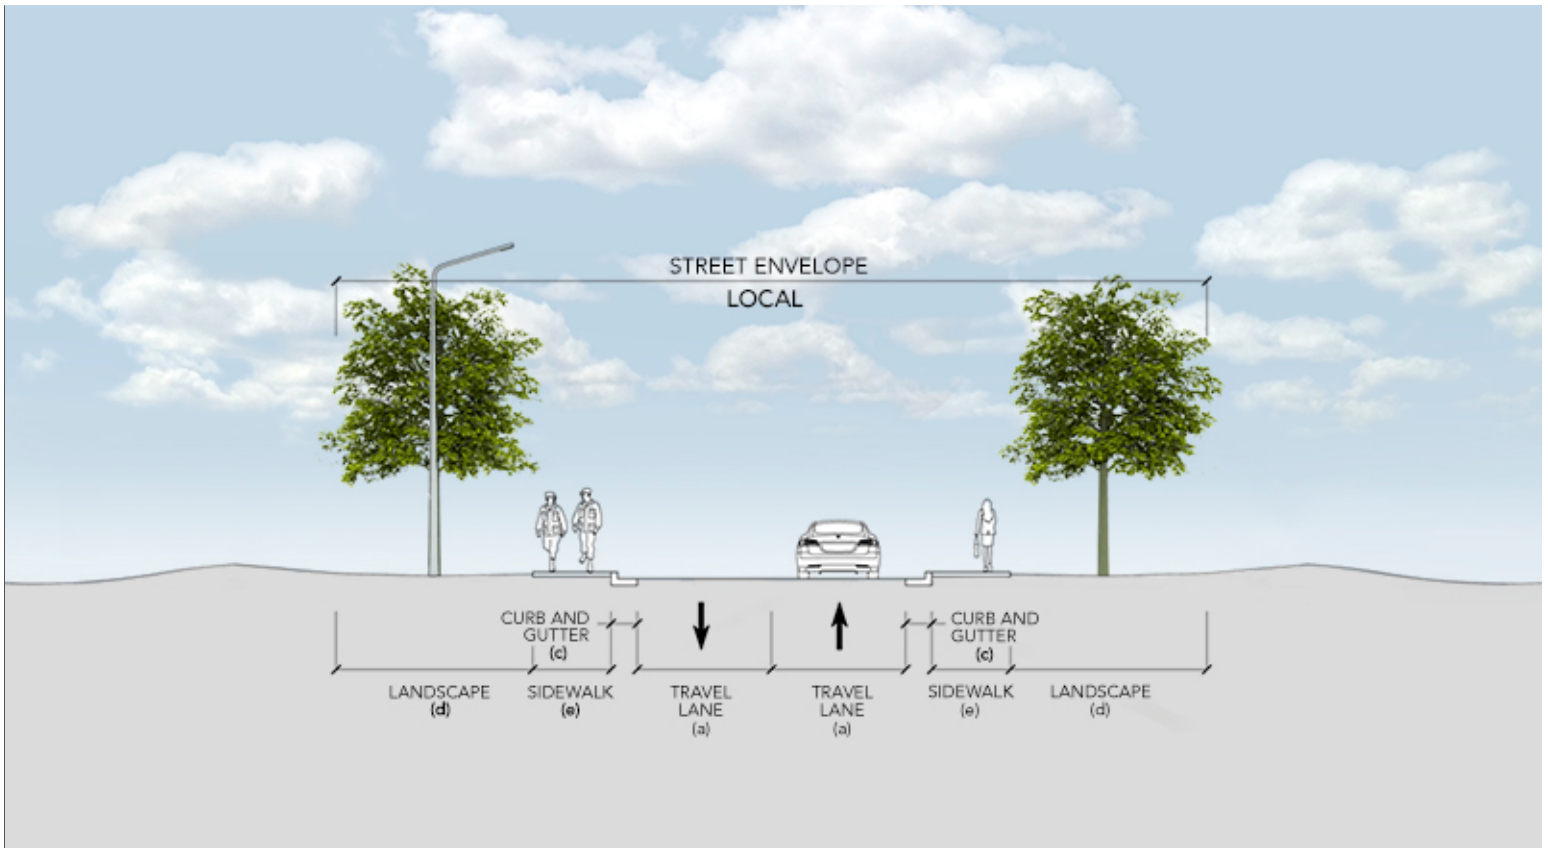 STREET ENVELOPE
LOCAL
CURB AND
GUTTER
(c)
CURB AND
GUTTER
(c)
LANDSCAPE
(d)
SIDEWALK
(e)
TRAVEL
LANE
(a)
TRAVEL
LANE
(a)
SIDEWALK
(e)
LANDSCAPE
(d)